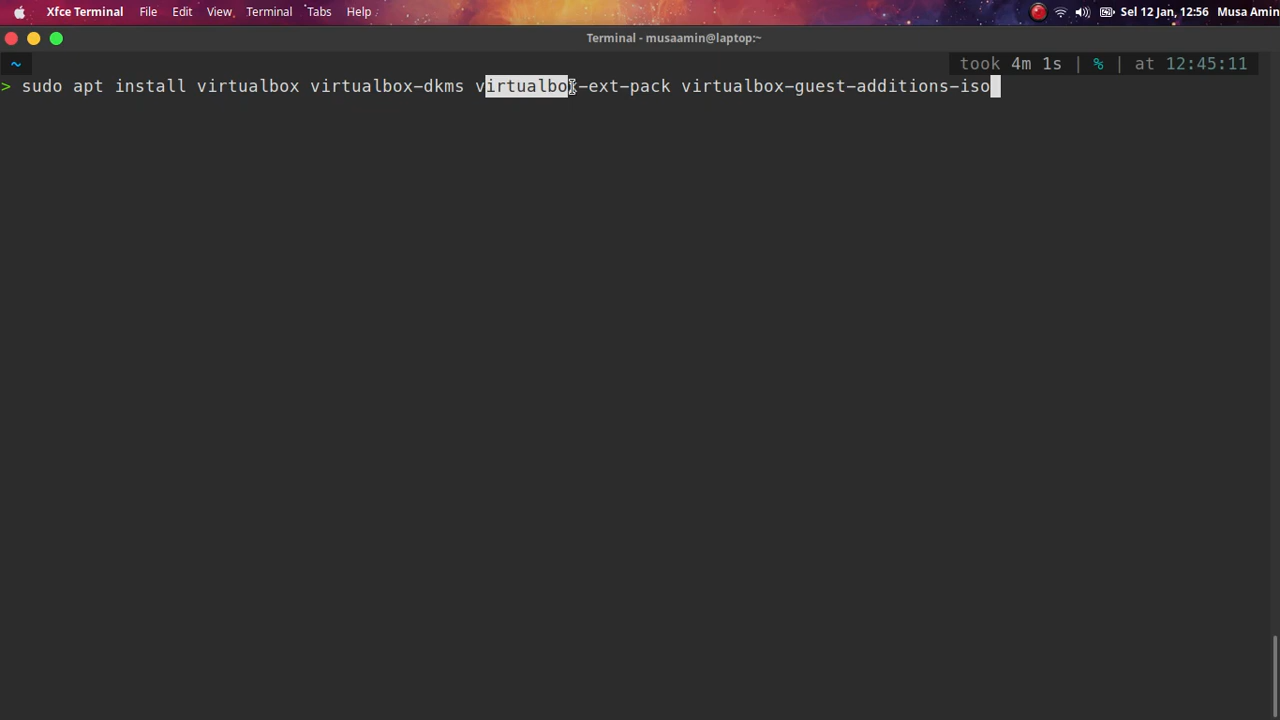 Xfce Terminal File Edit View Terminal Tabs Help Sel 12 Jan, 12:56 Musa Amin
Terminal - musaamin@laptop:~
~ took 4m 1s | % | at 12:45:11
> sudo apt install virtualbox virtualbox-dkms virtualbox-ext-pack virtualbox-guest-additions-iso